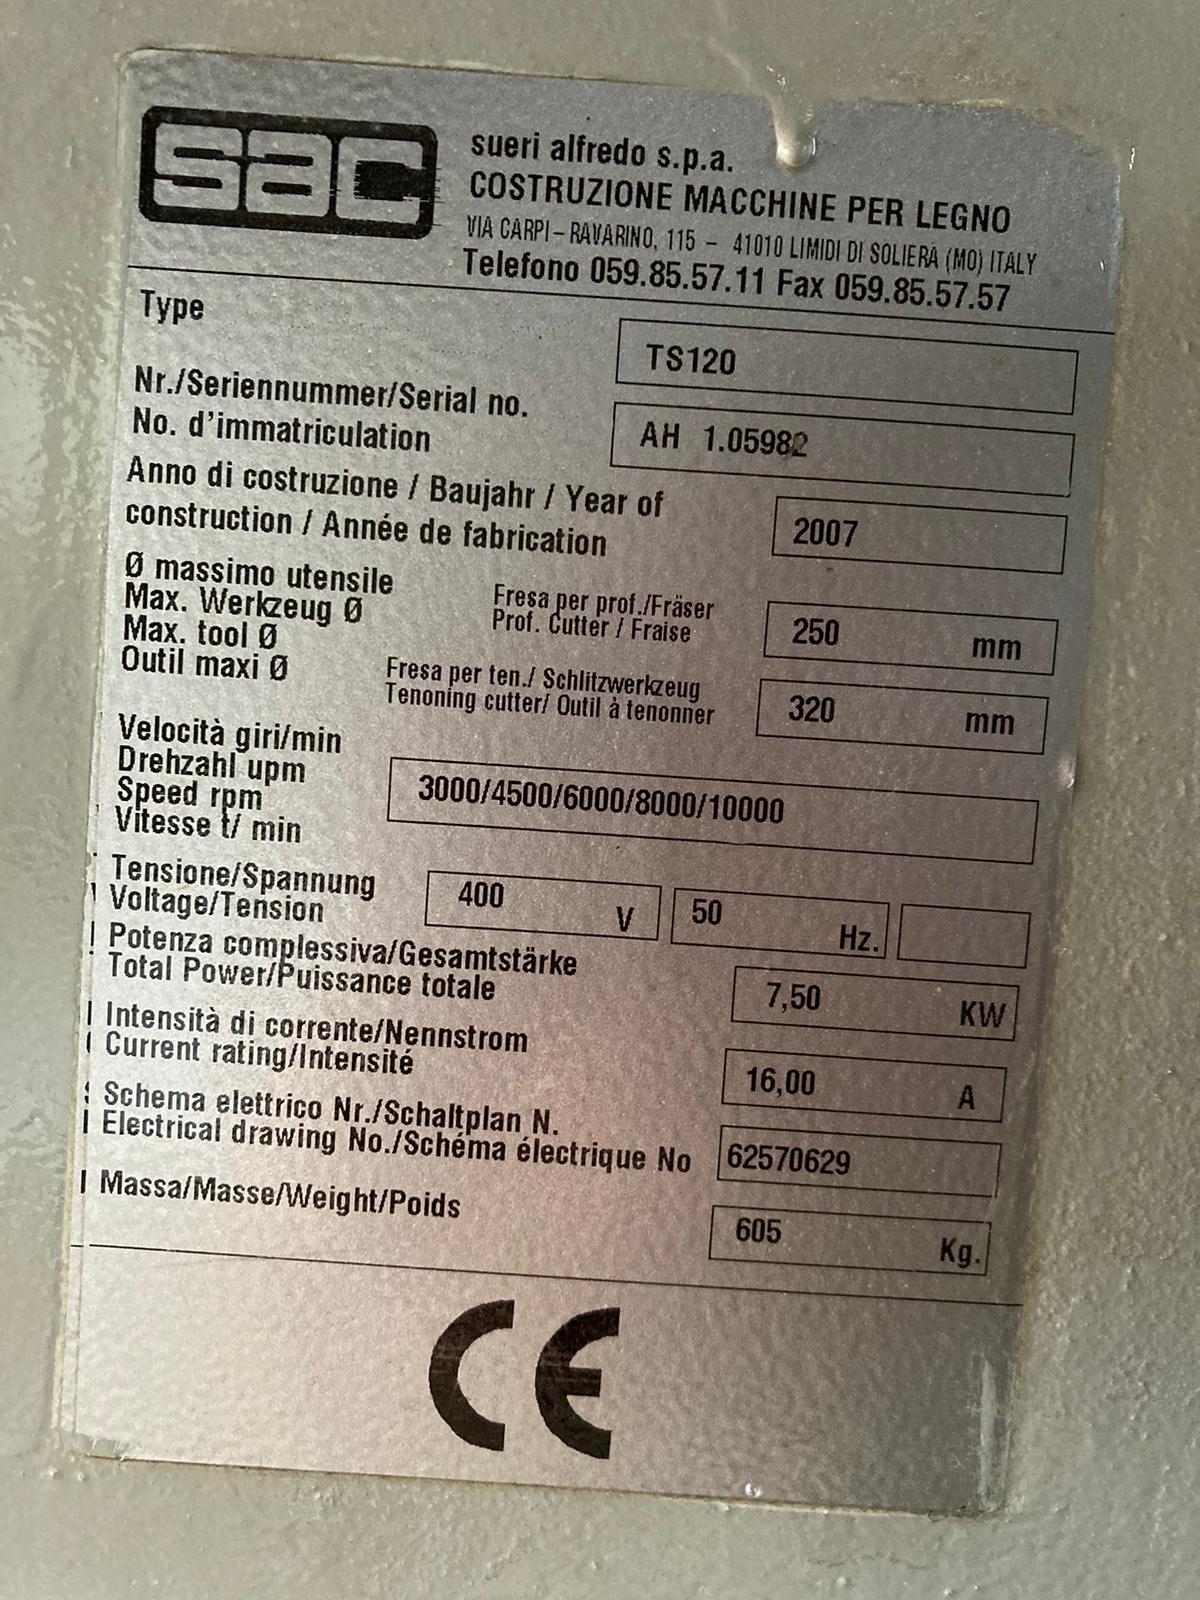 sac
sueri alfredo s.p.a.
COSTRUZIONE MACCHINE PER LEGNO
VIA CARPI – RAVARINO, 115 – 41010 LIMIDI DI SOLIERA (MO) ITALY
Telefono 059.85.57.11 Fax 059.85.57.57
Type
TS120
Nr./Seriennummer/Serial no.
No. d'immatriculation
AH 1.05982
Anno di costruzione / Baujahr / Year of
construction / Année de fabrication
2007
Ø massimo utensile
Max. Werkzeug Ø
Max. tool Ø
Outil maxi Ø
Fresa per prof./Fräser
Prof. Cutter / Fraise
250 mm
Fresa per ten./ Schlitzwerkzeug
Tenoning cutter/ Outil à tenonner
320 mm
Velocità giri/min
Drehzahl upm
Speed rpm
Vitesse t/ min
3000/4500/6000/8000/10000
Tensione/Spannung
Voltage/Tension
400 V
50 Hz.
Potenza complessiva/Gesamtstärke
Total Power/Puissance totale
7,50 KW
Intensità di corrente/Nennstrom
Current rating/Intensité
16,00 A
Schema elettrico Nr./Schaltplan N.
Electrical drawing No./Schéma électrique No
62570629
Massa/Masse/Weight/Poids
605 Kg.
CE